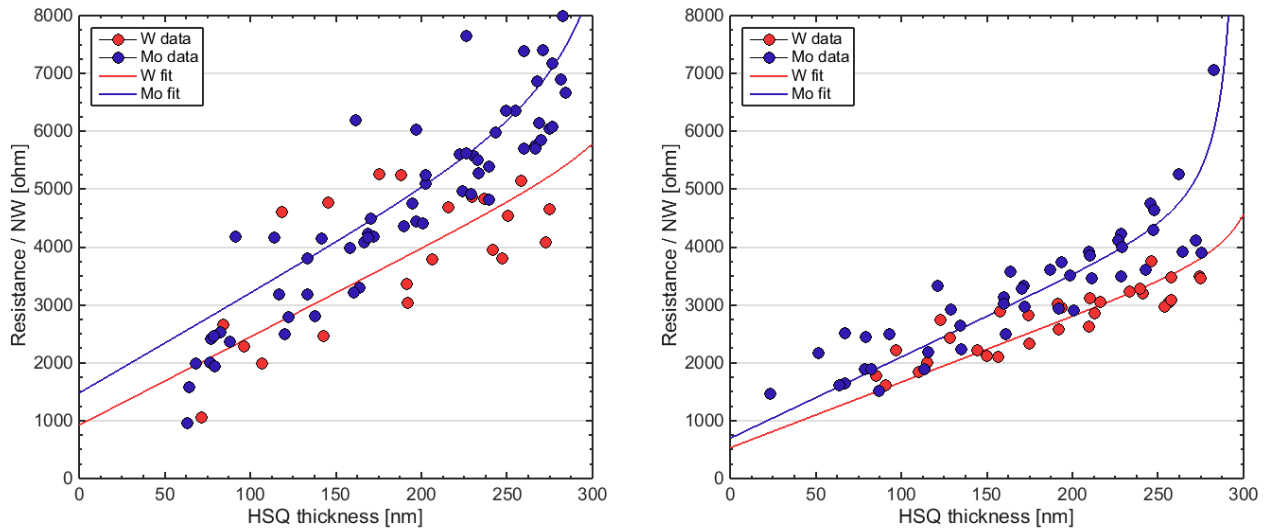 8000
7000
6000
5000
4000
3000
2000
1000
0
Resistance / NW [ohm]
W data
Mo data
W fit
Mo fit
0 50 100 150 200 250 300
HSQ thickness [nm]
8000
7000
6000
5000
4000
3000
2000
1000
0
Resistance / NW [ohm]
W data
Mo data
W fit
Mo fit
0 50 100 150 200 250 300
HSQ thickness [nm]